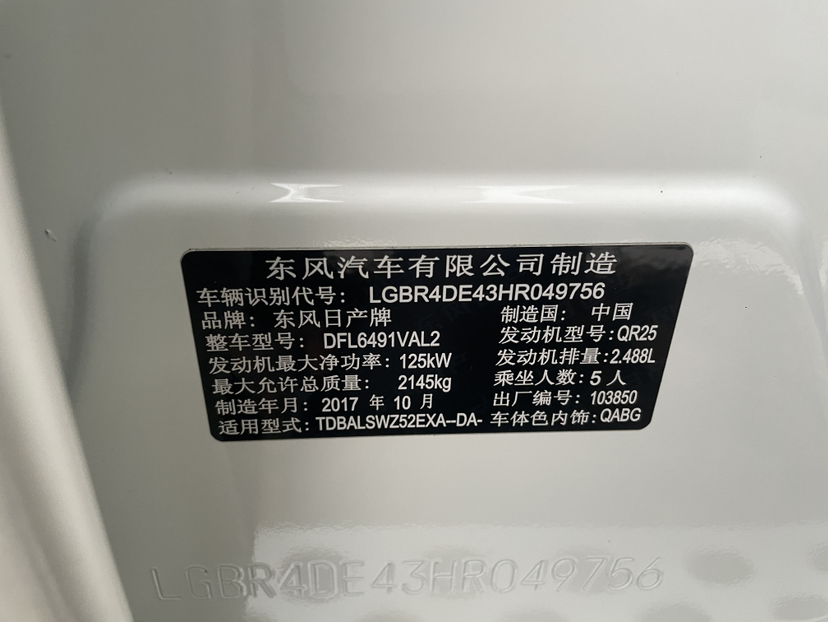 东风汽车有限公司制造
车辆识别代号: LGBR4DE43HR049756
品牌: 东风日产牌 制造国: 中国
整车型号: DFL6491VAL2 发动机型号:QR25
发动机最大净功率: 125kW 发动机排量:2.488L
最大允许总质量: 2145kg 乘坐人数: 5 人
制造年月: 2017 年 10 月 出厂编号: 103850
适用型式: TDBALSWZ52EXA--DA- 车体色内饰:QABG
LGBR4DE43HR049756